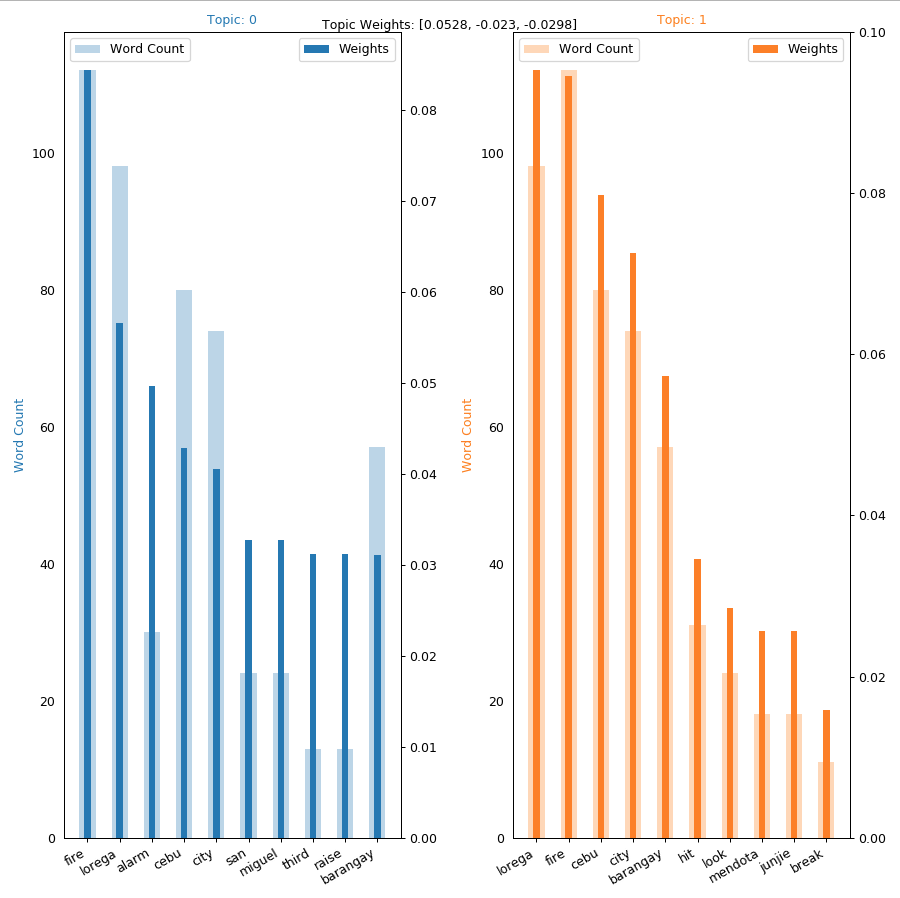 Topic: 0
Topic Weights: [0.0528, -0.023, -0.0298]
Topic: 1
Word Count
Weights
Word Count
0
20
40
60
80
100
0.00
0.01
0.02
0.03
0.04
0.05
0.06
0.07
0.08
fire
lorega
alarm
cebu
city
san
miguel
third
raise
barangay
Word Count
Weights
Word Count
0
20
40
60
80
100
0.00
0.02
0.04
0.06
0.08
0.10
lorega
fire
cebu
city
barangay
hit
look
mendota
junjie
break